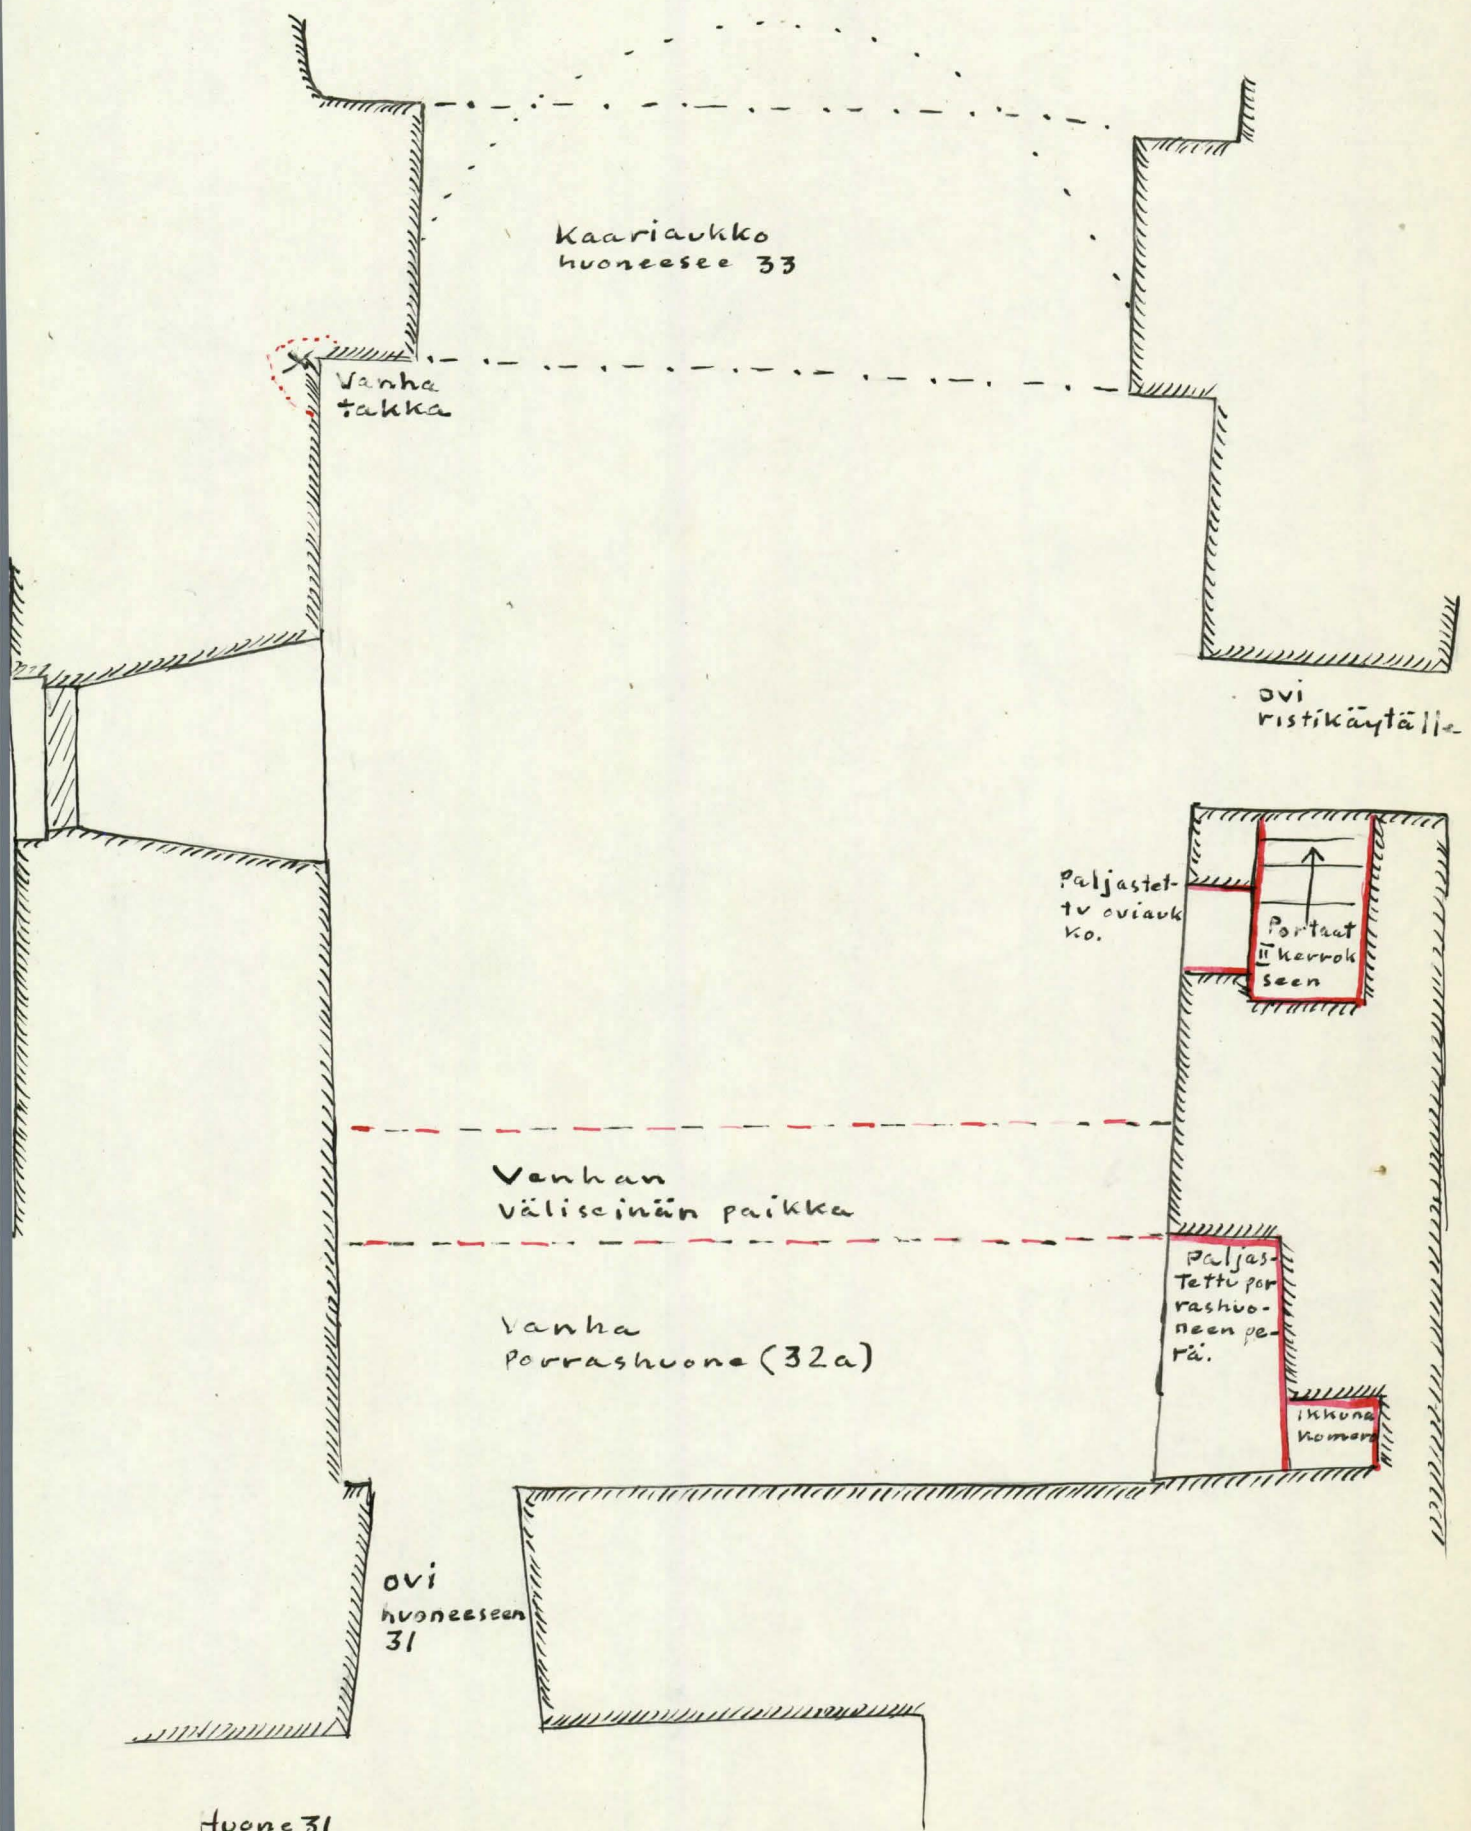 Kaariaukko
huoneesee 33
Vanha
takka
ovi
ristikäytälle
Paljastet-
tu oviauk
ko.
Portaat
II kerrok
seen
Vanhan
väliseinän paikka
Paljas-
tettu por
rashuo-
neen pe-
rä.
Vanha
Porrashuone (32a)
ikkuna
komero
ovi
huoneeseen
31
Huone 31